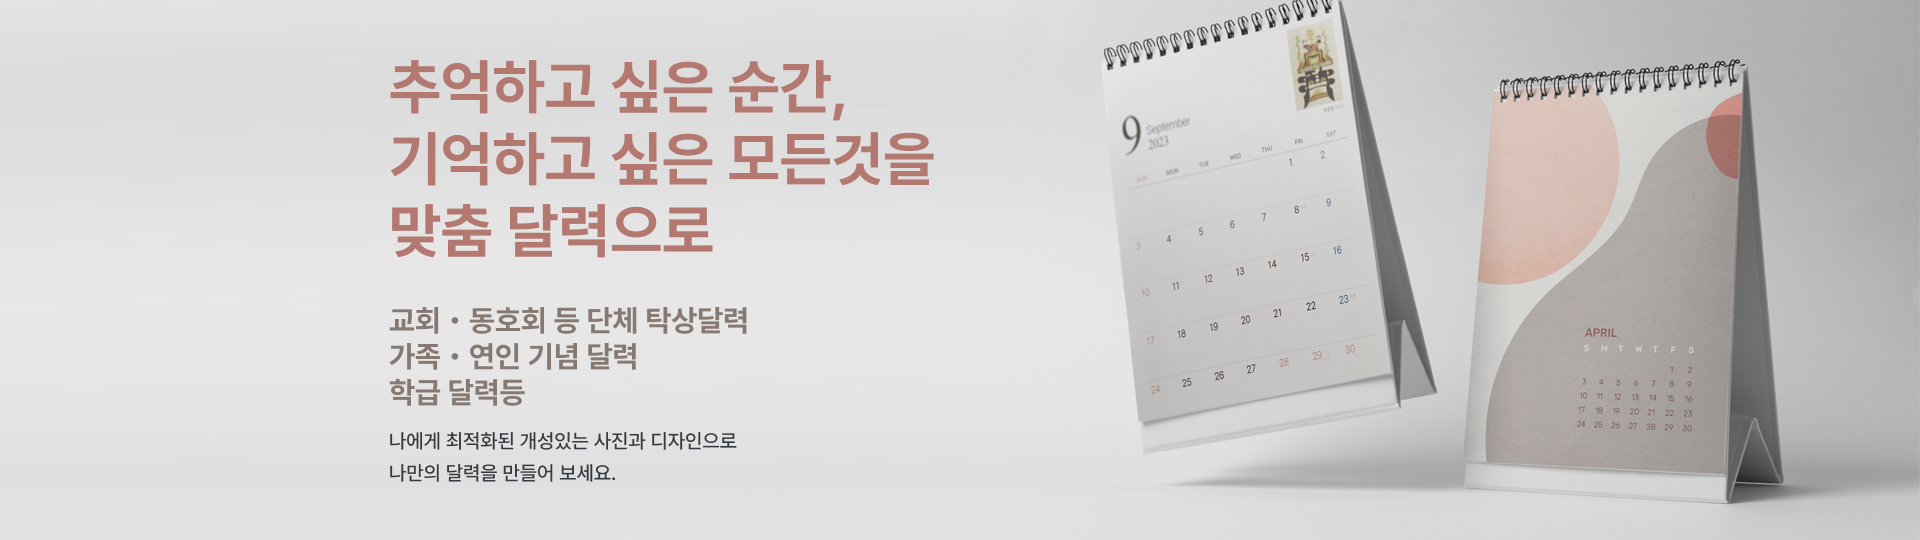 추억하고 싶은 순간,
기억하고 싶은 모든것을
맞춤 달력으로
교회 • 동호회 등 단체 탁상달력
가족 • 연인 기념 달력
학급 달력등
나에게 최적화된 개성있는 사진과 디자인으로
나만의 달력을 만들어 보세요.
9 September
2023
SUN MON TUE WED THU FRI SAT
1 2
3 4 5 6 7 8 9
10 11 12 13 14 15 16
17 18 19 20 21 22 23
24 25 26 27 28 29 30
APRIL
S M T W T F S
1 2
3 4 5 6 7 8 9
10 11 12 13 14 15 16
17 18 19 20 21 22 23
24 25 26 27 28 29 30